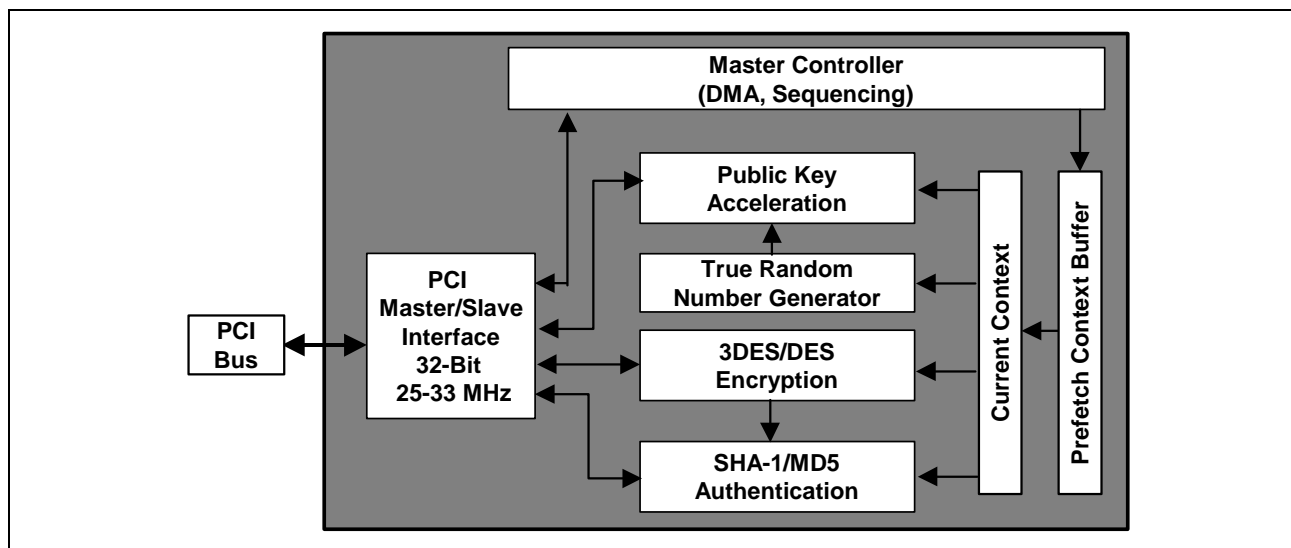 Master Controller
(DMA, Sequencing)
Public Key
Acceleration
True Random
Number Generator
PCI
Master/Slave
Interface
32-Bit
25-33 MHz
PCI
Bus
3DES/DES
Encryption
SHA-1/MD5
Authentication
Current Context
Prefetch Context Buffer